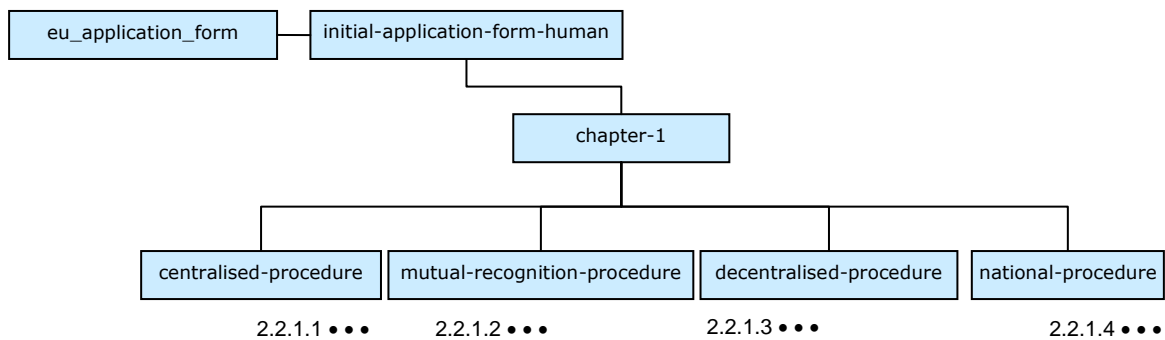 eu_application_form
initial-application-form-human
chapter-1
centralised-procedure
mutual-recognition-procedure
decentralised-procedure
national-procedure
2.2.1.1 •••
2.2.1.2 •••
2.2.1.3 •••
2.2.1.4 •••